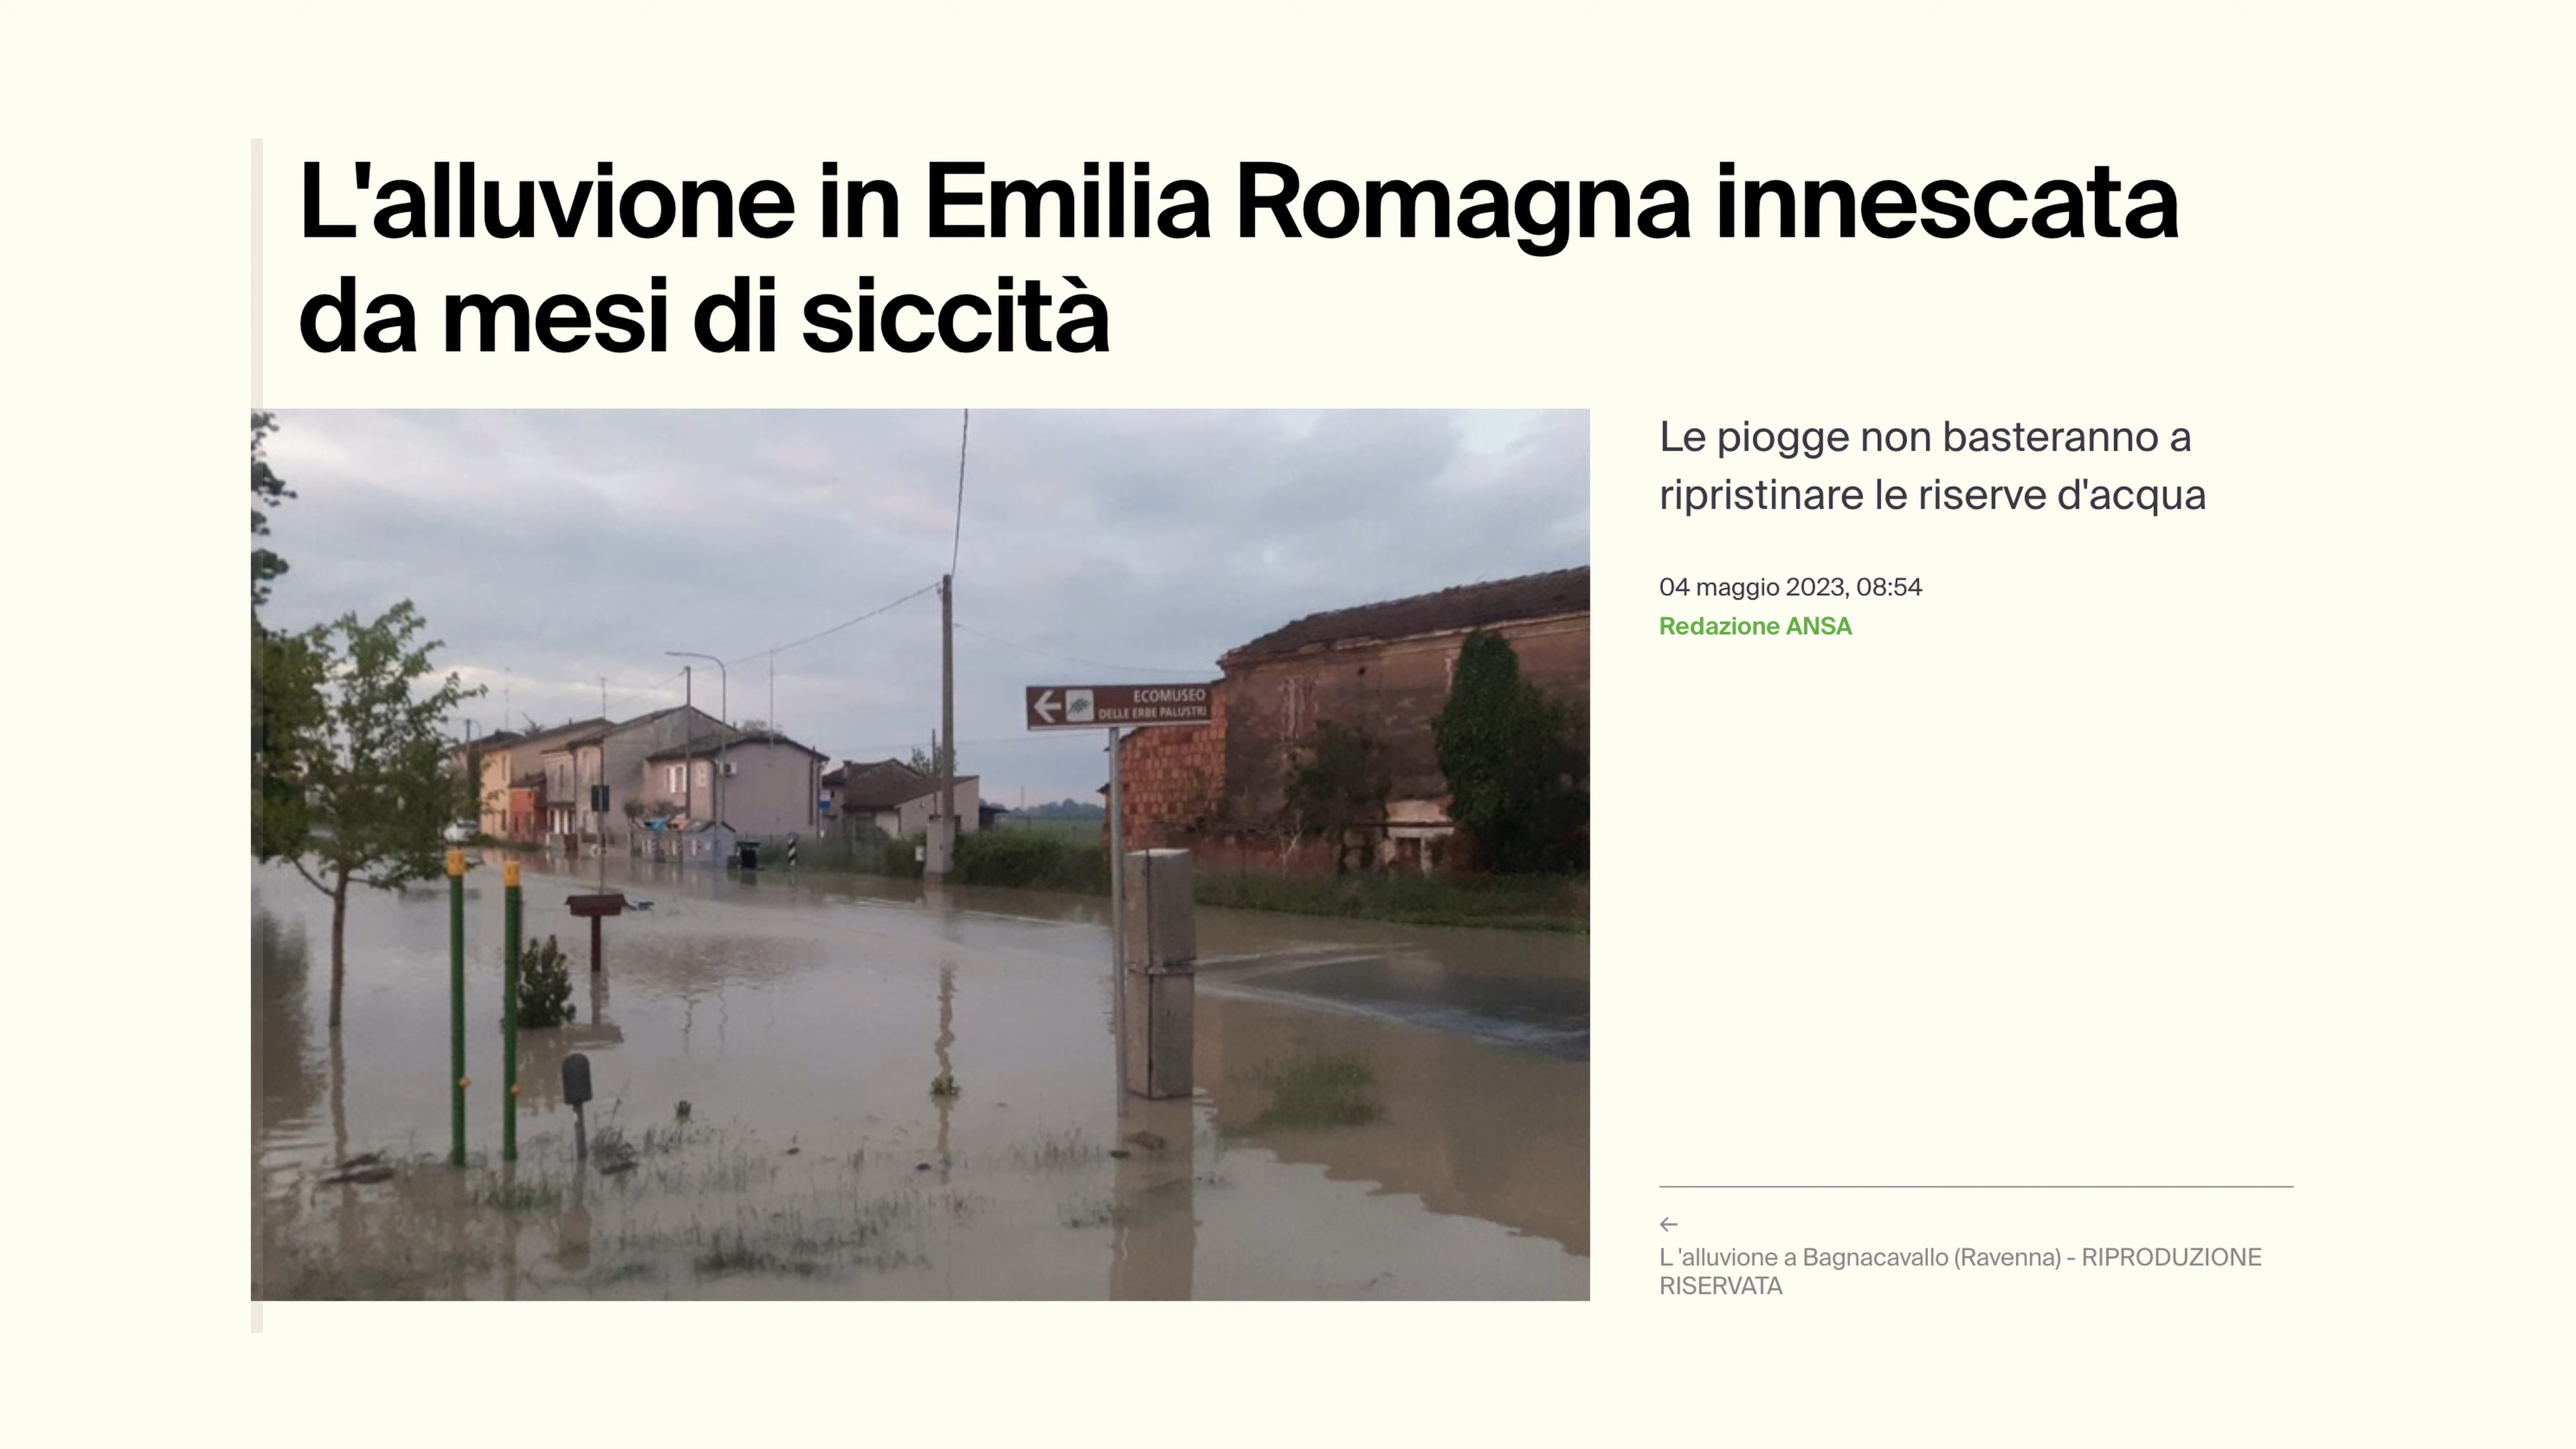 L'alluvione in Emilia Romagna innescata
da mesi di siccità
Le piogge non basteranno a
ripristinare le riserve d'acqua
04 maggio 2023, 08:54
Redazione ANSA
ECOMUSEO
DELLE ERBE PALUSTRI
←
L 'alluvione a Bagnacavallo (Ravenna) - RIPRODUZIONE
RISERVATA